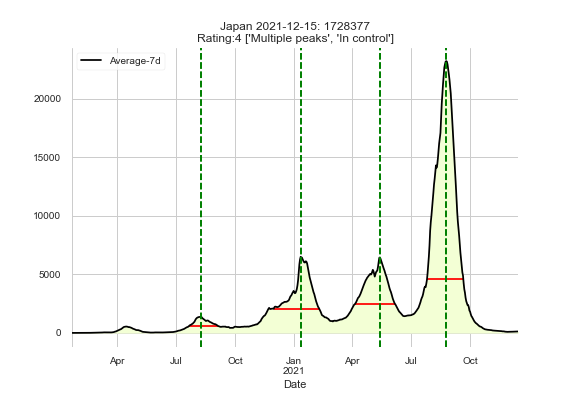 Japan 2021-12-15: 1728377
Rating:4 ['Multiple peaks', 'In control']
Average-7d
20000
15000
10000
5000
0
Apr Jul Oct Jan Apr Jul Oct
2021
Date